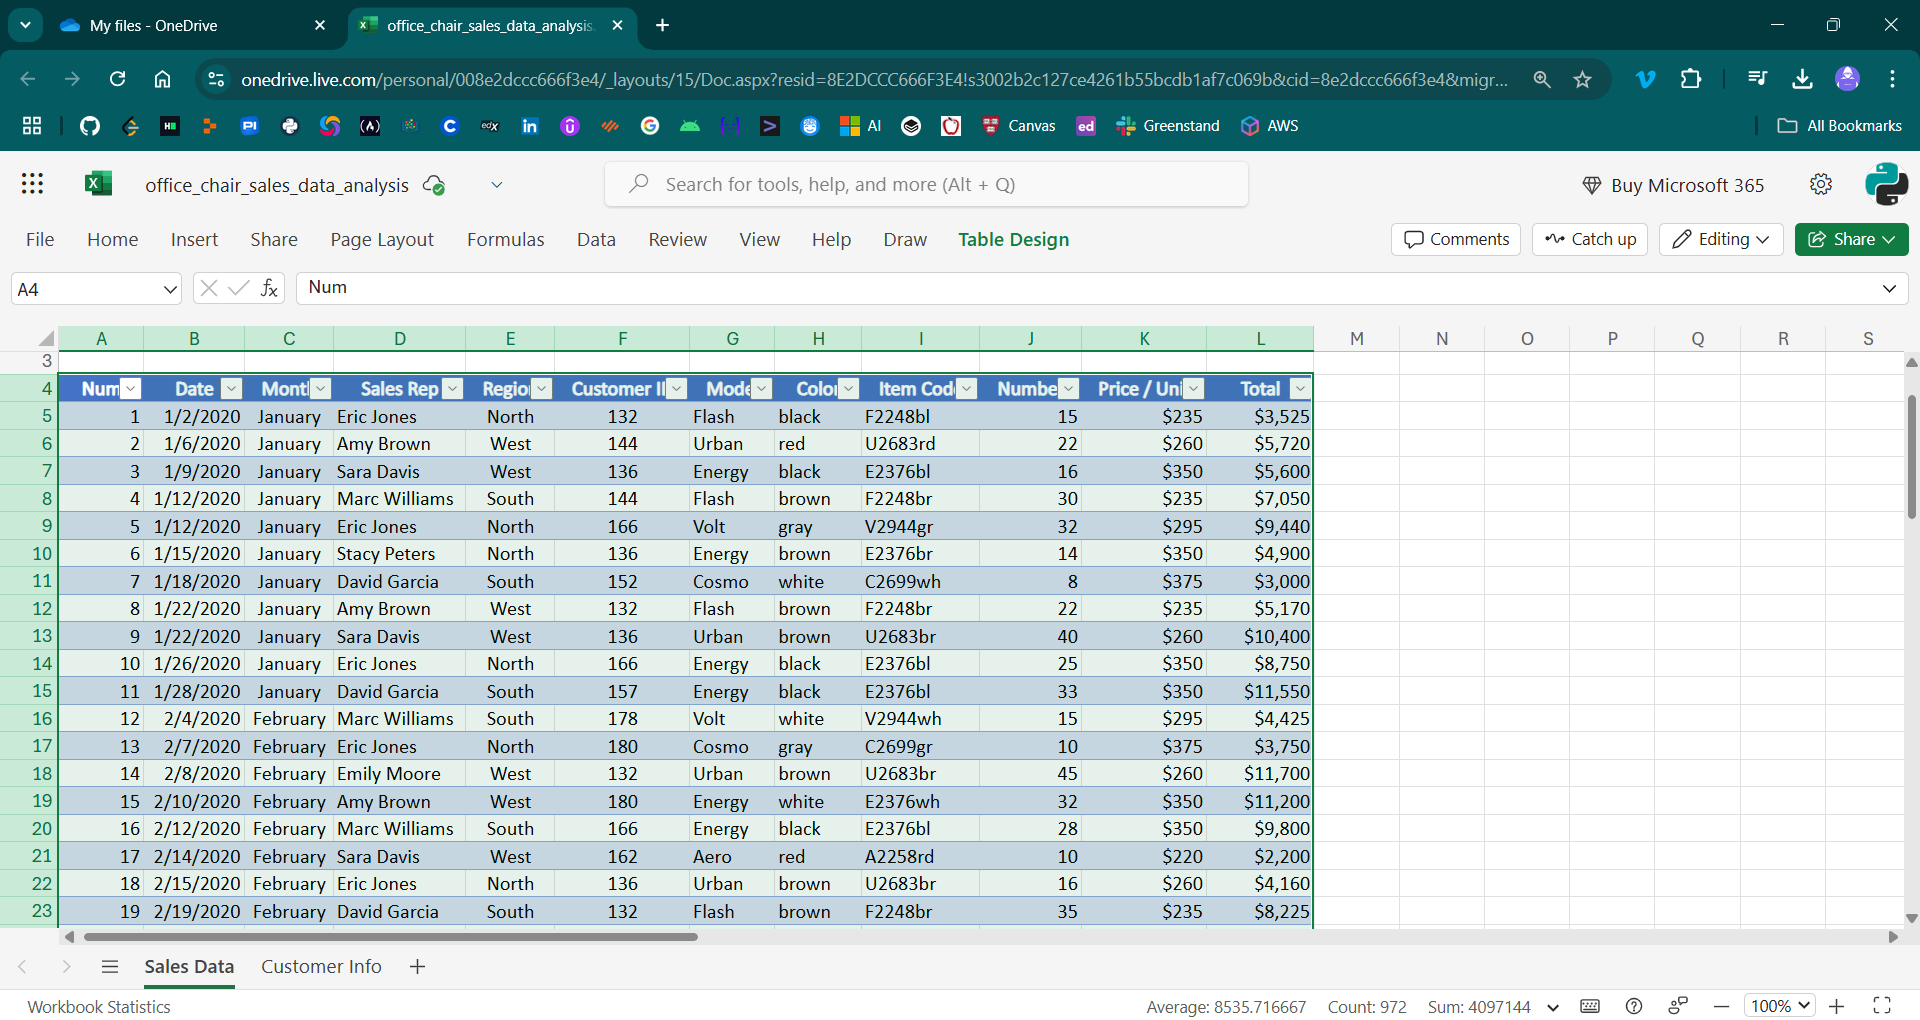 My files - OneDrive
office_chair_sales_data_analysis.
onedrive.live.com/personal/008e2dccc666f3e4/_layouts/15/Doc.aspx?resid=8E2DCCC666F3E4!s3002b2c127ce4261b55bcdb1af7c069b&cid=8e2dccc666f3e4&migr...
PI edX in AI Canvas ed Greenstand AWS All Bookmarks
office_chair_sales_data_analysis
Search for tools, help, and more (Alt + Q)
Buy Microsoft 365
File Home Insert Share Page Layout Formulas Data Review View Help Draw Table Design
Comments Catch up Editing Share
A4 fx Num
A B C D E F G H I J K L M N O P Q R S
3
4 Num Date Montl Sales Rep Regio Customer II Mode Colo Item Cod Numbe Price / Uni Total
5 1 1/2/2020 January Eric Jones North 132 Flash black F2248bl 15 $235 $3,525
6 2 1/6/2020 January Amy Brown West 144 Urban red U2683rd 22 $260 $5,720
7 3 1/9/2020 January Sara Davis West 136 Energy black E2376bl 16 $350 $5,600
8 4 1/12/2020 January Marc Williams South 144 Flash brown F2248br 30 $235 $7,050
9 5 1/12/2020 January Eric Jones North 166 Volt gray V2944gr 32 $295 $9,440
10 6 1/15/2020 January Stacy Peters North 136 Energy brown E2376br 14 $350 $4,900
11 7 1/18/2020 January David Garcia South 152 Cosmo white C2699wh 8 $375 $3,000
12 8 1/22/2020 January Amy Brown West 132 Flash brown F2248br 22 $235 $5,170
13 9 1/22/2020 January Sara Davis West 136 Urban brown U2683br 40 $260 $10,400
14 10 1/26/2020 January Eric Jones North 166 Energy black E2376bl 25 $350 $8,750
15 11 1/28/2020 January David Garcia South 157 Energy black E2376bl 33 $350 $11,550
16 12 2/4/2020 February Marc Williams South 178 Volt white V2944wh 15 $295 $4,425
17 13 2/7/2020 February Eric Jones North 180 Cosmo gray C2699gr 10 $375 $3,750
18 14 2/8/2020 February Emily Moore West 132 Urban brown U2683br 45 $260 $11,700
19 15 2/10/2020 February Amy Brown West 180 Energy white E2376wh 32 $350 $11,200
20 16 2/12/2020 February Marc Williams South 166 Energy black E2376bl 28 $350 $9,800
21 17 2/14/2020 February Sara Davis West 162 Aero red A2258rd 10 $220 $2,200
22 18 2/15/2020 February Eric Jones North 136 Urban brown U2683br 16 $260 $4,160
23 19 2/19/2020 February David Garcia South 132 Flash brown F2248br 35 $235 $8,225
Sales Data Customer Info
Workbook Statistics Average: 8535.716667 Count: 972 Sum: 4097144 100%